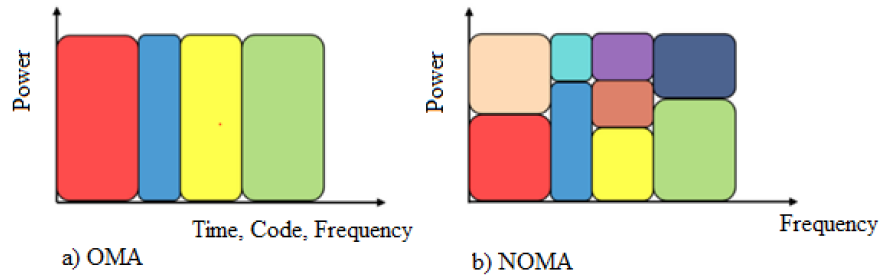 Power
Time, Code, Frequency
a) OMA
Power
Frequency
b) NOMA